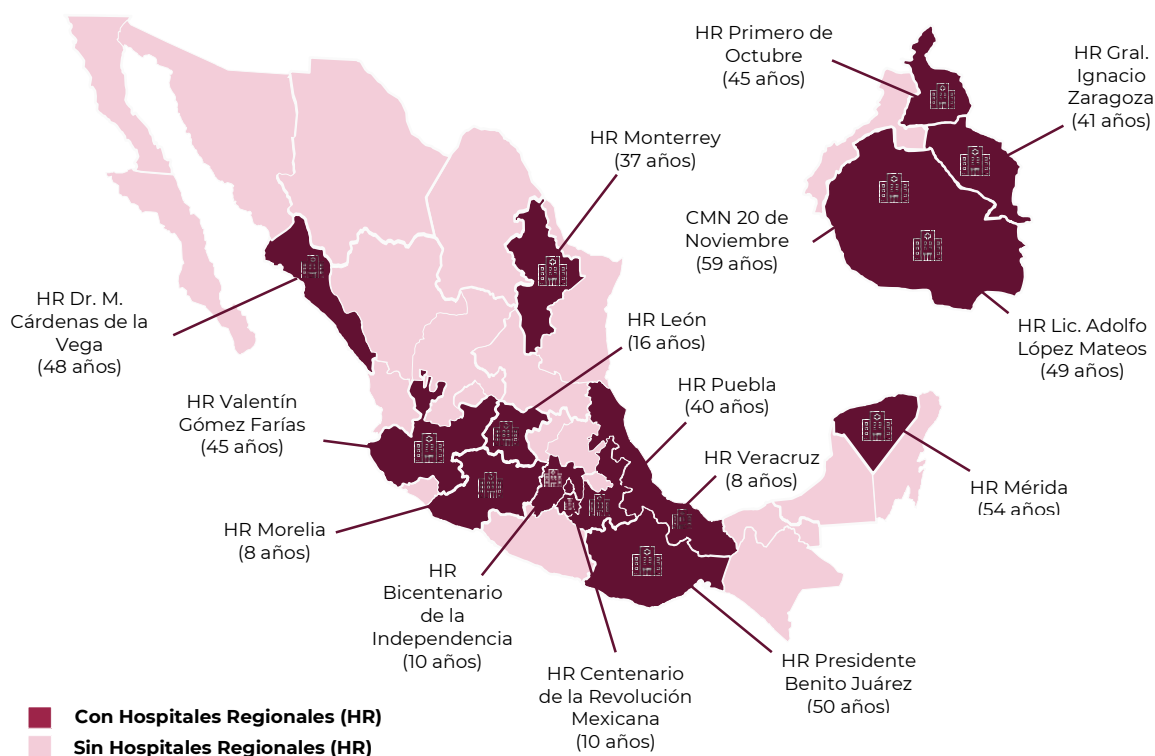 HR Primero de
Octubre
(45 años)
HR Gral.
Ignacio
Zaragoza
(41 años)
HR Monterrey
(37 años)
CMN 20 de
Noviembre
(59 años)
HR Dr. M.
Cárdenas de la
Vega
(48 años)
HR León
(16 años)
HR Lic. Adolfo
López Mateos
(49 años)
HR Valentín
Gómez Farías
(45 años)
HR Puebla
(40 años)
HR Veracruz
(8 años)
HR Mérida
(54 años)
HR Morelia
(8 años)
HR
Bicentenario
de la
Independencia
(10 años)
HR Centenario
de la Revolución
Mexicana
(10 años)
HR Presidente
Benito Juárez
(50 años)
Con Hospitales Regionales (HR)
Sin Hospitales Regionales (HR)